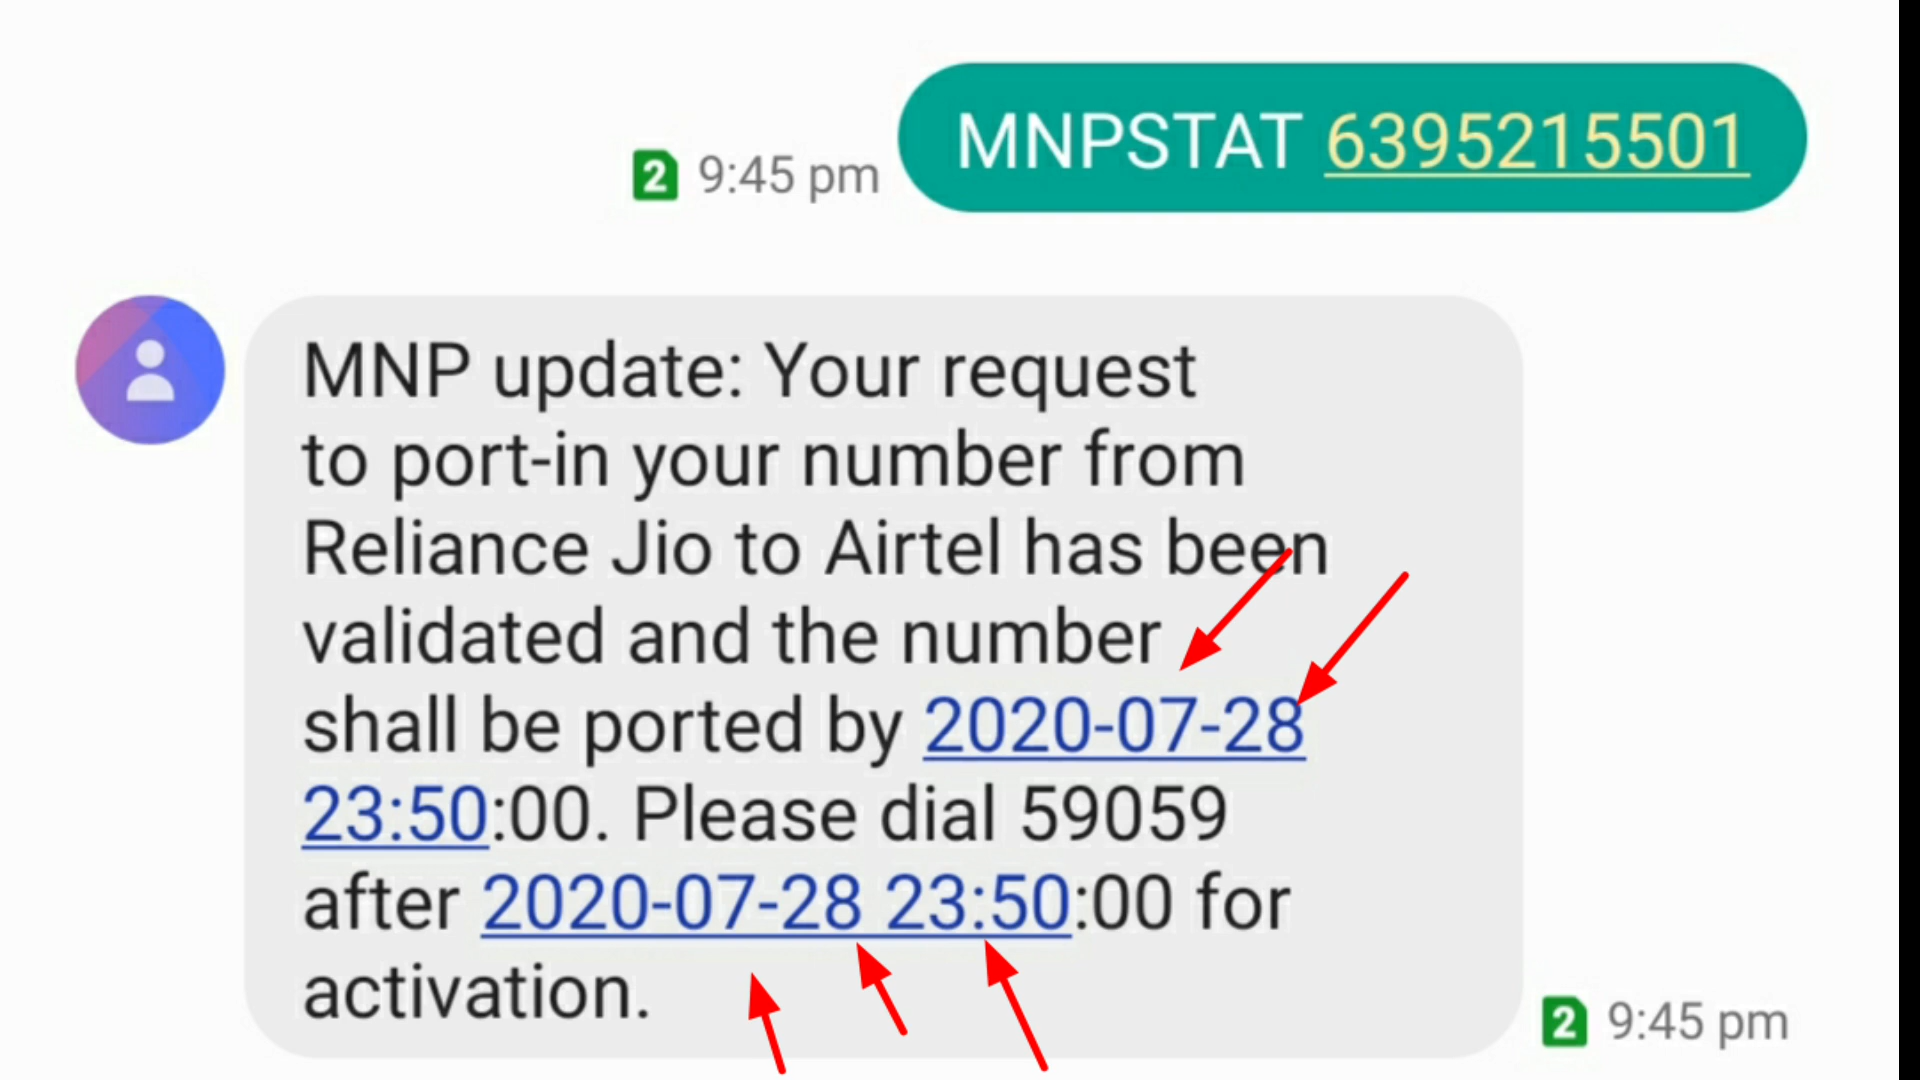 MNPSTAT 6395215501
2 9:45 pm
MNP update: Your request
to port-in your number from
Reliance Jio to Airtel has been
validated and the number
shall be ported by 2020-07-28
23:50:00. Please dial 59059
after 2020-07-28 23:50:00 for
activation.
2 9:45 pm